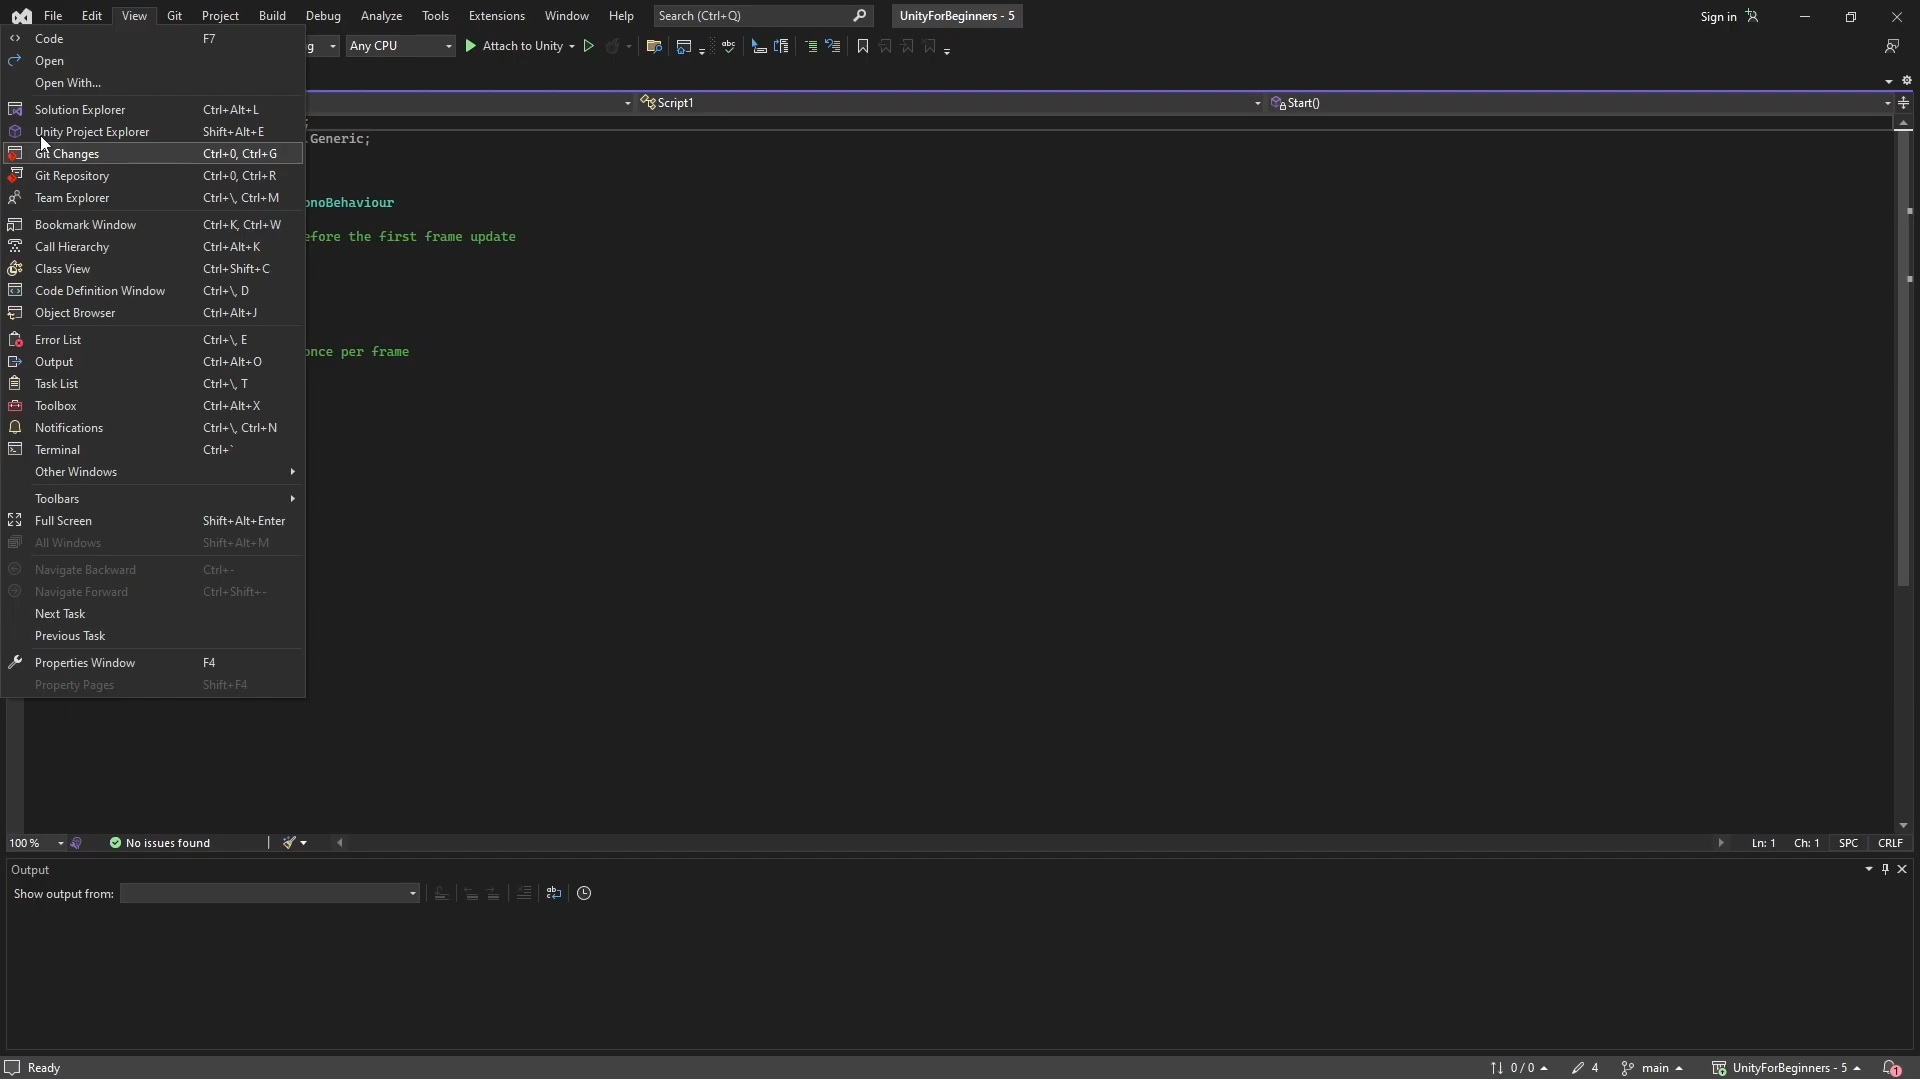 File Edit View Git Project Build Debug Analyze Tools Extensions Window Help Search (Ctrl+Q) UnityForBeginners - 5 Sign in
Code F7
g Any CPU Attach to Unity
Open
Open With...
Solution Explorer Ctrl+Alt+L
Script1 Start()
;
Unity Project Explorer Shift+Alt+E
.Generic;
Git Changes Ctrl+0, Ctrl+G
Git Repository Ctrl+0, Ctrl+R
Team Explorer Ctrl+\, Ctrl+M
onoBehaviour
Bookmark Window Ctrl+K, Ctrl+W
efore the first frame update
Call Hierarchy Ctrl+Alt+K
Class View Ctrl+Shift+C
Code Definition Window Ctrl+\, D
Object Browser Ctrl+Alt+J
Error List Ctrl+\, E
once per frame
Output Ctrl+Alt+O
Task List Ctrl+\, T
Toolbox Ctrl+Alt+X
Notifications Ctrl+\, Ctrl+N
Terminal Ctrl+`
Other Windows
Toolbars
Full Screen Shift+Alt+Enter
All Windows Shift+Alt+M
Navigate Backward Ctrl+-
Navigate Forward Ctrl+Shift+-
Next Task
Previous Task
Properties Window F4
Property Pages Shift+F4
100 % No issues found Ln: 1 Ch: 1 SPC CRLF
Output
Show output from:
Ready 0 / 0 4 main UnityForBeginners - 5 1